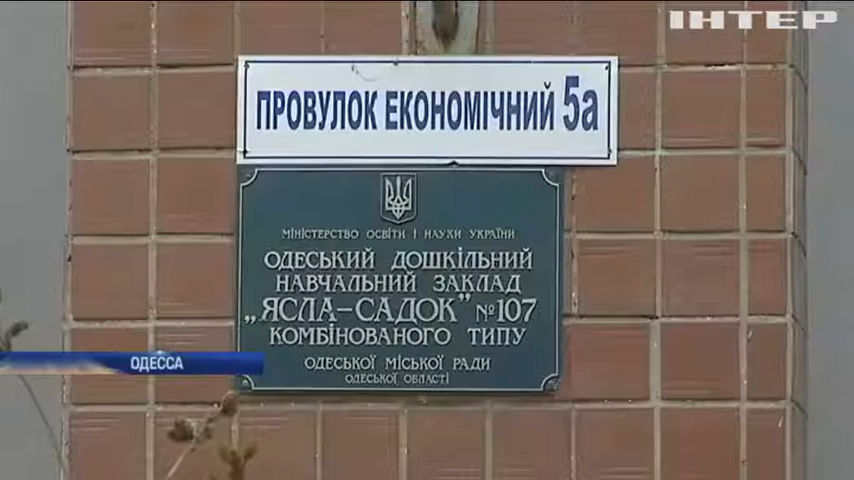 ІНТЕР
ПРОВУЛОК ЕКОНОМІЧНИЙ 5а
МІНІСТЕРСТВО ОСВІТИ І НАУКИ УКРАЇНИ
ОДЕСЬКИЙ ДОШКІЛЬНИЙ
НАВЧАЛЬНИЙ ЗАКЛАД
„ЯСЛА-САДОК" №107
КОМБІНОВАНОГО ТИПУ
ОДЕСЬКОЇ МІСЬКОЇ РАДИ
ОДЕСЬКОЇ ОБЛАСТІ
ОДЕССА